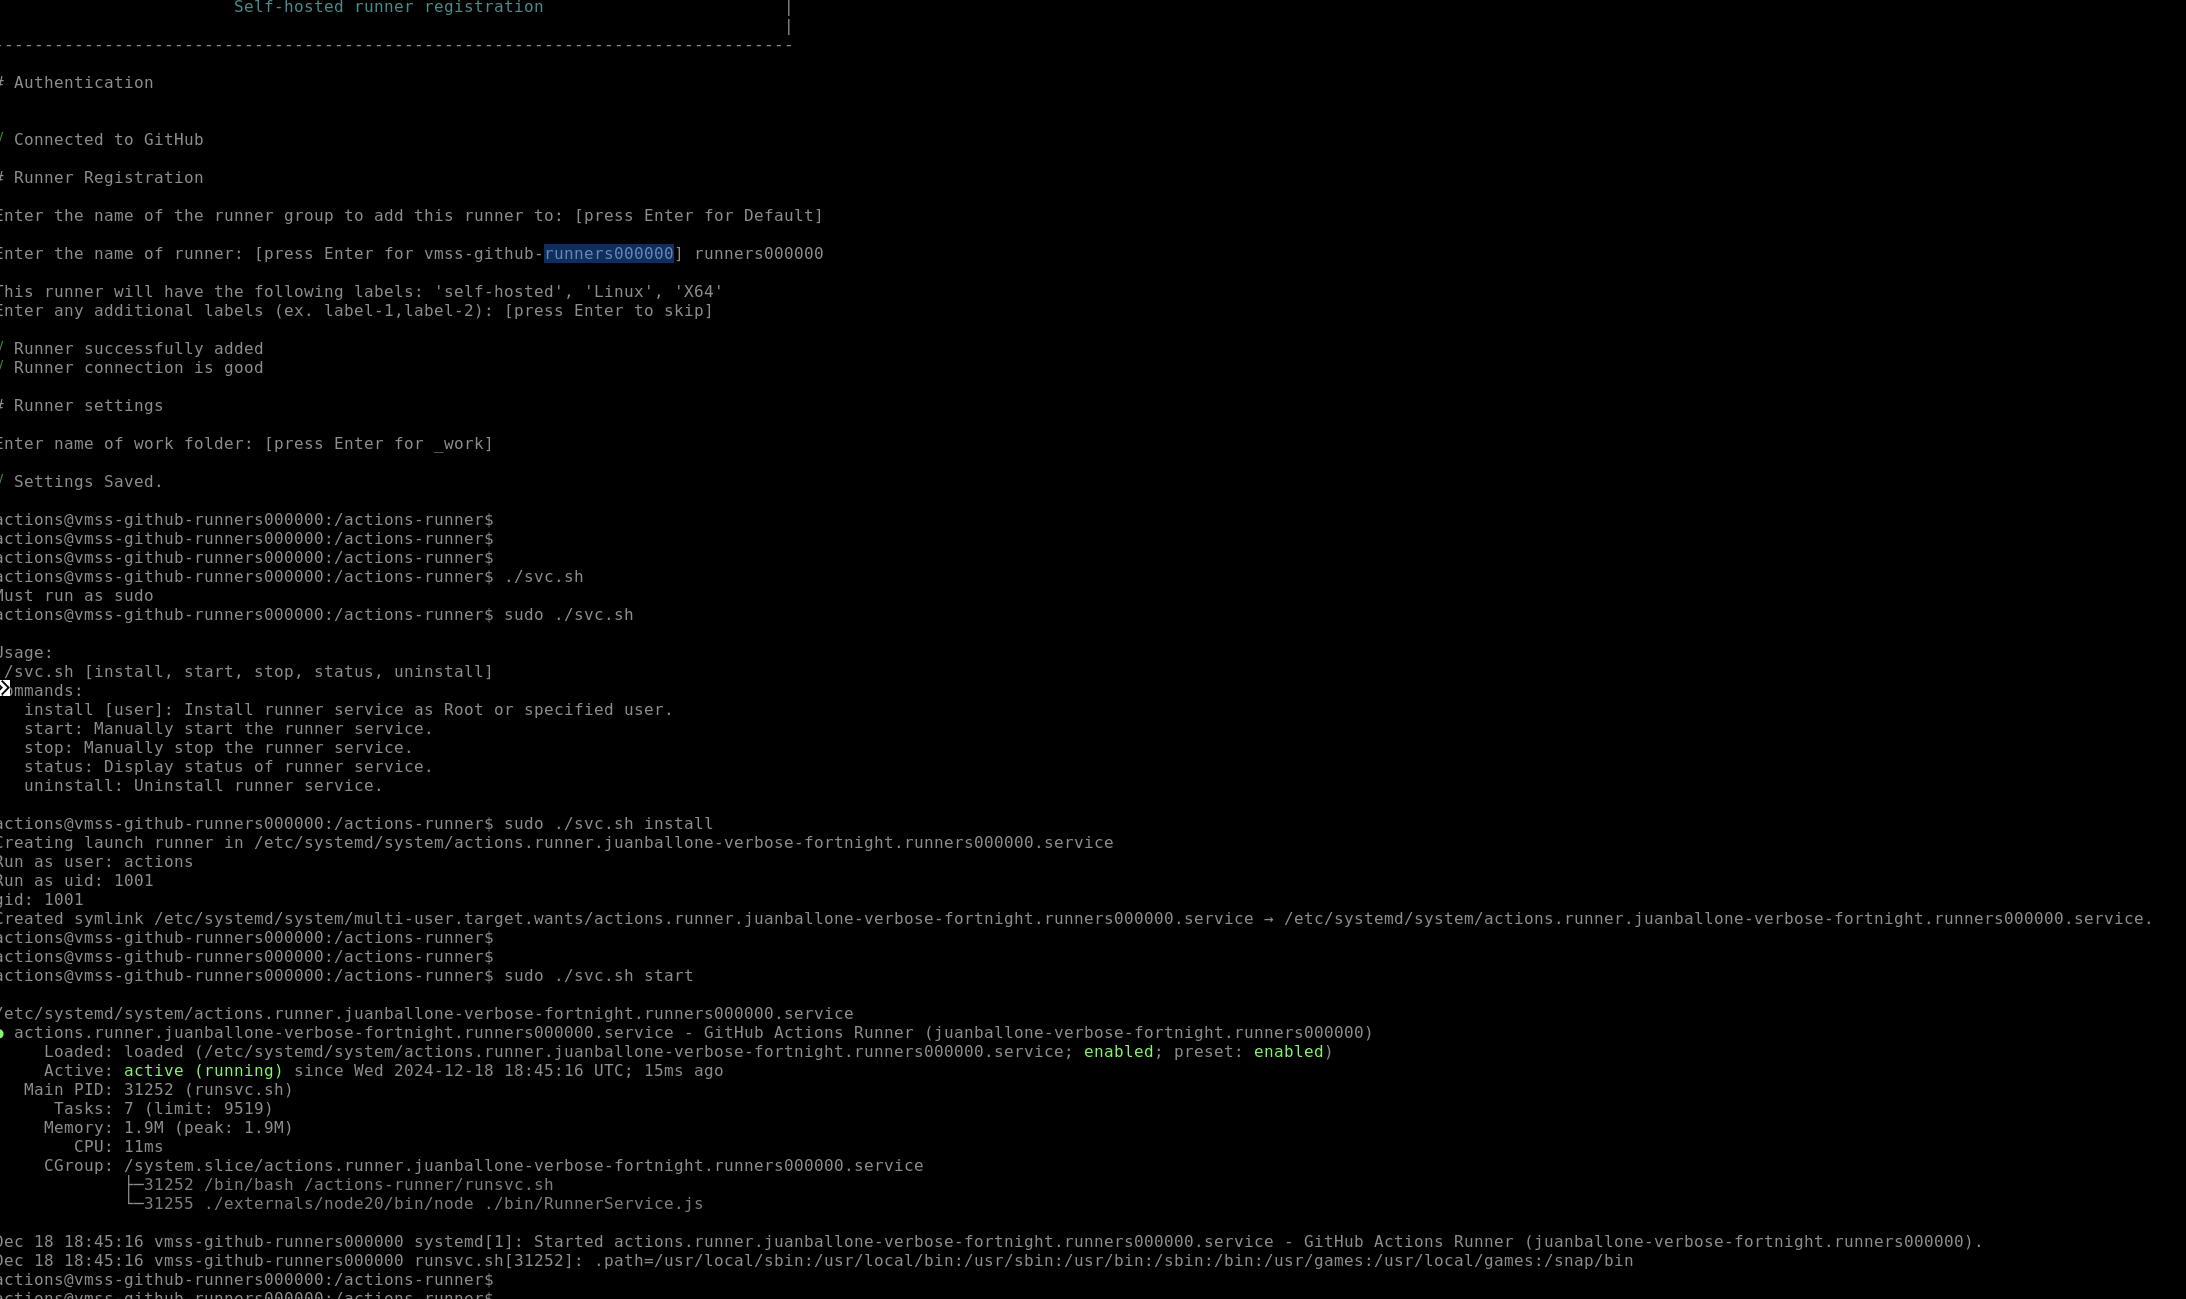 Self-hosted runner registration |
|
--------------------------------------------------------------------------------
# Authentication
√ Connected to GitHub
# Runner Registration
Enter the name of the runner group to add this runner to: [press Enter for Default]
Enter the name of runner: [press Enter for vmss-github-runners000000] runners000000
This runner will have the following labels: 'self-hosted', 'Linux', 'X64'
Enter any additional labels (ex. label-1,label-2): [press Enter to skip]
√ Runner successfully added
√ Runner connection is good
# Runner settings
Enter name of work folder: [press Enter for _work]
√ Settings Saved.
actions@vmss-github-runners000000:/actions-runner$
actions@vmss-github-runners000000:/actions-runner$
actions@vmss-github-runners000000:/actions-runner$
actions@vmss-github-runners000000:/actions-runner$ ./svc.sh
Must run as sudo
actions@vmss-github-runners000000:/actions-runner$ sudo ./svc.sh
Usage:
./svc.sh [install, start, stop, status, uninstall]
Commands:
install [user]: Install runner service as Root or specified user.
start: Manually start the runner service.
stop: Manually stop the runner service.
status: Display status of runner service.
uninstall: Uninstall runner service.
actions@vmss-github-runners000000:/actions-runner$ sudo ./svc.sh install
Creating launch runner in /etc/systemd/system/actions.runner.juanballone-verbose-fortnight.runners000000.service
Run as user: actions
Run as uid: 1001
gid: 1001
Created symlink /etc/systemd/system/multi-user.target.wants/actions.runner.juanballone-verbose-fortnight.runners000000.service → /etc/systemd/system/actions.runner.juanballone-verbose-fortnight.runners000000.service.
actions@vmss-github-runners000000:/actions-runner$
actions@vmss-github-runners000000:/actions-runner$
actions@vmss-github-runners000000:/actions-runner$ sudo ./svc.sh start
/etc/systemd/system/actions.runner.juanballone-verbose-fortnight.runners000000.service
● actions.runner.juanballone-verbose-fortnight.runners000000.service - GitHub Actions Runner (juanballone-verbose-fortnight.runners000000)
Loaded: loaded (/etc/systemd/system/actions.runner.juanballone-verbose-fortnight.runners000000.service; enabled; preset: enabled)
Active: active (running) since Wed 2024-12-18 18:45:16 UTC; 15ms ago
Main PID: 31252 (runsvc.sh)
Tasks: 7 (limit: 9519)
Memory: 1.9M (peak: 1.9M)
CPU: 11ms
CGroup: /system.slice/actions.runner.juanballone-verbose-fortnight.runners000000.service
├─31252 /bin/bash /actions-runner/runsvc.sh
└─31255 ./externals/node20/bin/node ./bin/RunnerService.js
Dec 18 18:45:16 vmss-github-runners000000 systemd[1]: Started actions.runner.juanballone-verbose-fortnight.runners000000.service - GitHub Actions Runner (juanballone-verbose-fortnight.runners000000).
Dec 18 18:45:16 vmss-github-runners000000 runsvc.sh[31252]: .path=/usr/local/sbin:/usr/local/bin:/usr/sbin:/usr/bin:/sbin:/bin:/usr/games:/usr/local/games:/snap/bin
actions@vmss-github-runners000000:/actions-runner$
actions@vmss-github-runners000000:/actions-runner$